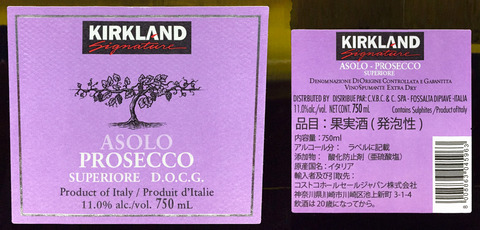 KIRKLAND
Signature
ASOLO
PROSECCO
SUPERIORE D.O.C.G.
Product of Italy / Produit d'Italie
11.0% alc./vol. 750 mL
KIRKLAND
Signature
ASOLO - PROSECCO
SUPERIORE
DENOMINAZIONE DI ORIGINE CONTROLLATA E GARANTITA
VINO SPUMANTE EXTRA DRY
DISTRIBUTED BY DISTRIBUE PAR: C.V.B.C. & C. SPA - FOSSALTA DI PIAVE - ITALIA
11.0%alc./vol. NET CONT. 750 mL Contains Sulphites / Product of Italy
品目：果実酒 ( 発泡性 )
内容量：750ml
アルコール分： ラベルに記載
添加物： 酸化防止剤（亜硫酸塩）
原産国名：イタリア
輸入者及び引取先：
コストコホールセールジャパン株式会社
神奈川県川崎市川崎区池上新町 3-1-4
飲酒は 20歳になってから。